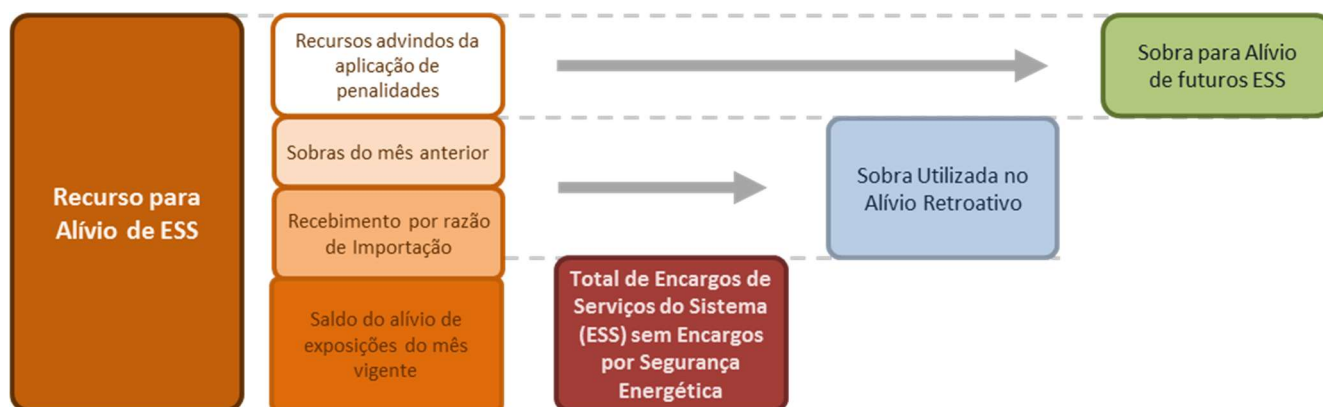 Recurso para
Alívio de ESS
Recursos advindos da
aplicação de
penalidades
Sobras do mês anterior
Recebimento por razão
de Importação
Saldo do alívio de
exposições do mês
vigente
Total de Encargos de
Serviços do Sistema
(ESS) sem Encargos
por Segurança
Energética
Sobra Utilizada no
Alívio Retroativo
Sobra para Alívio
de futuros ESS